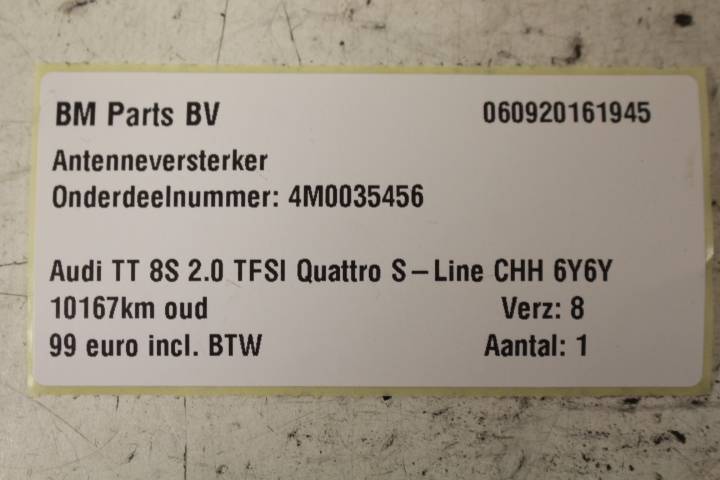 BM Parts BV 060920161945
Antenneversterker
Onderdeelnummer: 4M0035456
Audi TT 8S 2.0 TFSI Quattro S-Line CHH 6Y6Y
10167km oud Verz: 8
99 euro incl. BTW Aantal: 1